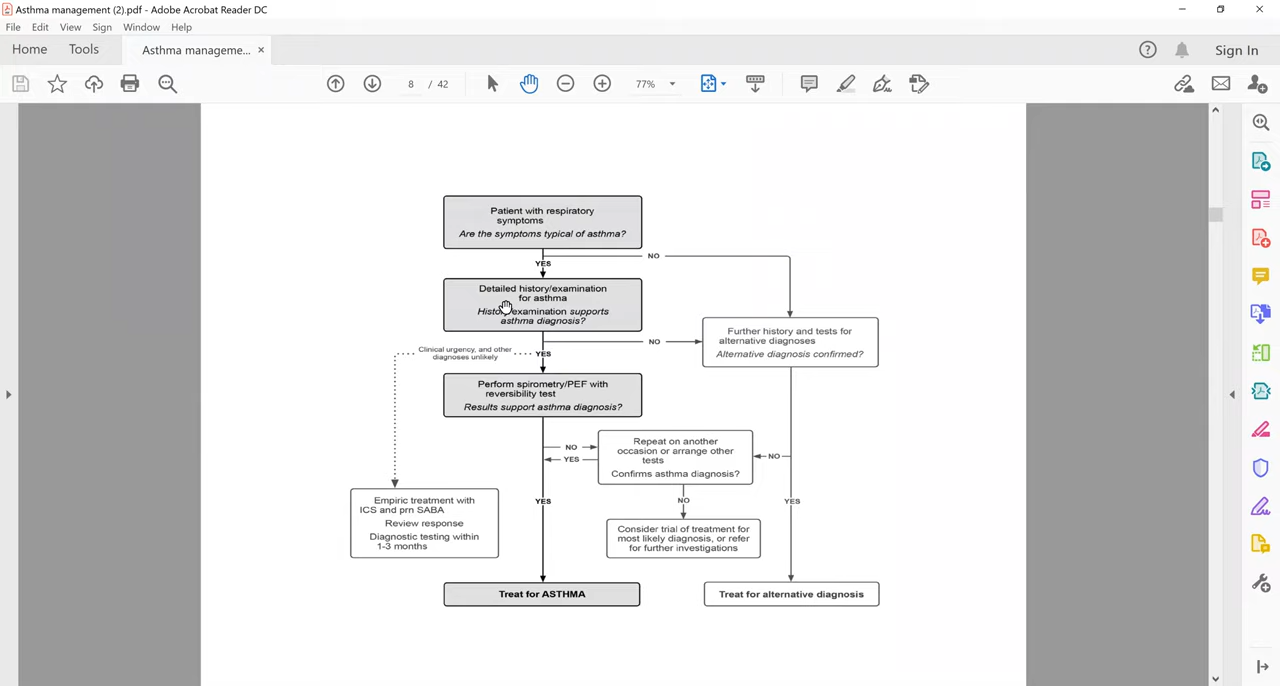 Asthma management (2).pdf - Adobe Acrobat Reader DC
File Edit View Sign Window Help
Home Tools Asthma manageme... × Sign In
8 / 42 77%
Patient with respiratory
symptoms
Are the symptoms typical of asthma?
NO
YES
Detailed history/examination
for asthma
examination supports
asthma diagnosis?
NO
Further history and tests for
alternative diagnoses
Alternative diagnosis confirmed?
Clinical urgency, and other
diagnoses unlikely
YES
Perform spirometry/PEF with
reversibility test
Results support asthma diagnosis?
NO
YES
Repeat on another
occasion or arrange other
tests
Confirms asthma diagnosis?
NO
Empiric treatment with
ICS and prn SABA
Review response
Diagnostic testing within
1-3 months
YES
NO
YES
Consider trial of treatment for
most likely diagnosis, or refer
for further investigations
Treat for ASTHMA
Treat for alternative diagnosis